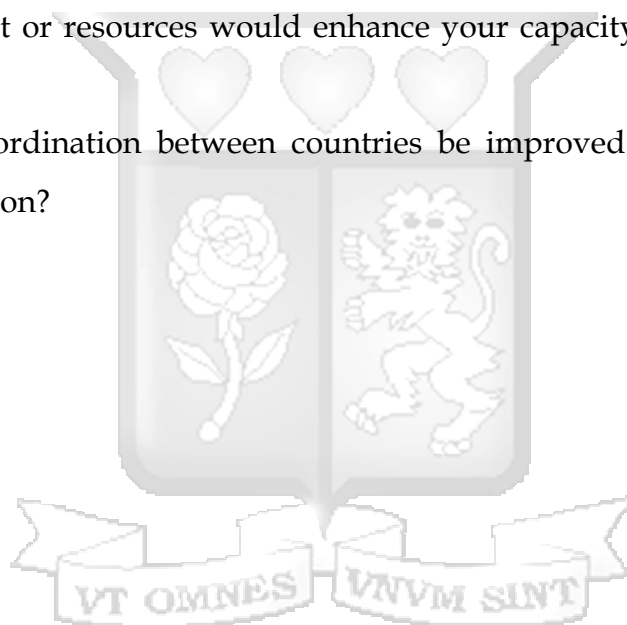 t or resources would enhance your capacity
ordination between countries be improved
on?
VT OMNES VNVM SINT